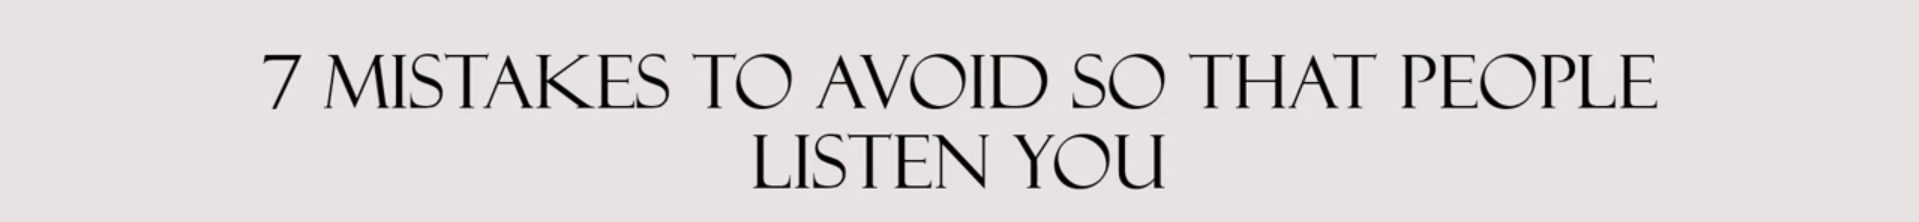 7 MISTAKES TO AVOID SO THAT PEOPLE
LISTEN YOU